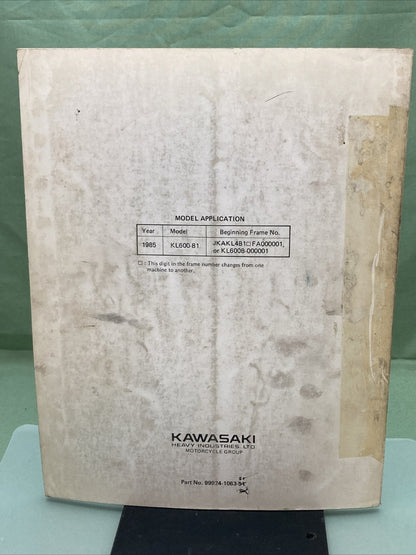 MODEL APPLICATION
Year Model Beginning Frame No.
1985 KL600-B1 JKAKL4B1□FA000001,
or KL600B-000001
□ : This digit in the frame number changes from one
machine to another.
KAWASAKI
HEAVY INDUSTRIES, LTD.
MOTORCYCLE GROUP
Part No. 99924-1063-